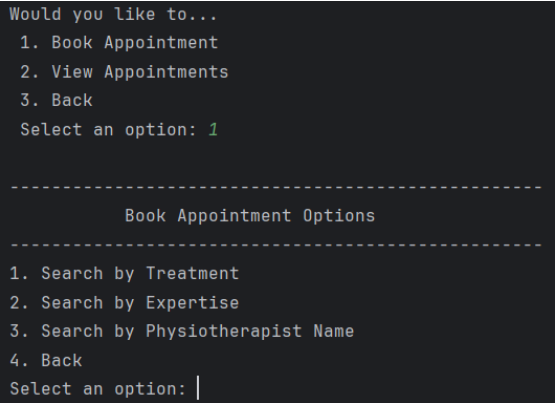 Would you like to...
1. Book Appointment
2. View Appointments
3. Back
Select an option: 1
---------------------------------------------------
Book Appointment Options
---------------------------------------------------
1. Search by Treatment
2. Search by Expertise
3. Search by Physiotherapist Name
4. Back
Select an option: